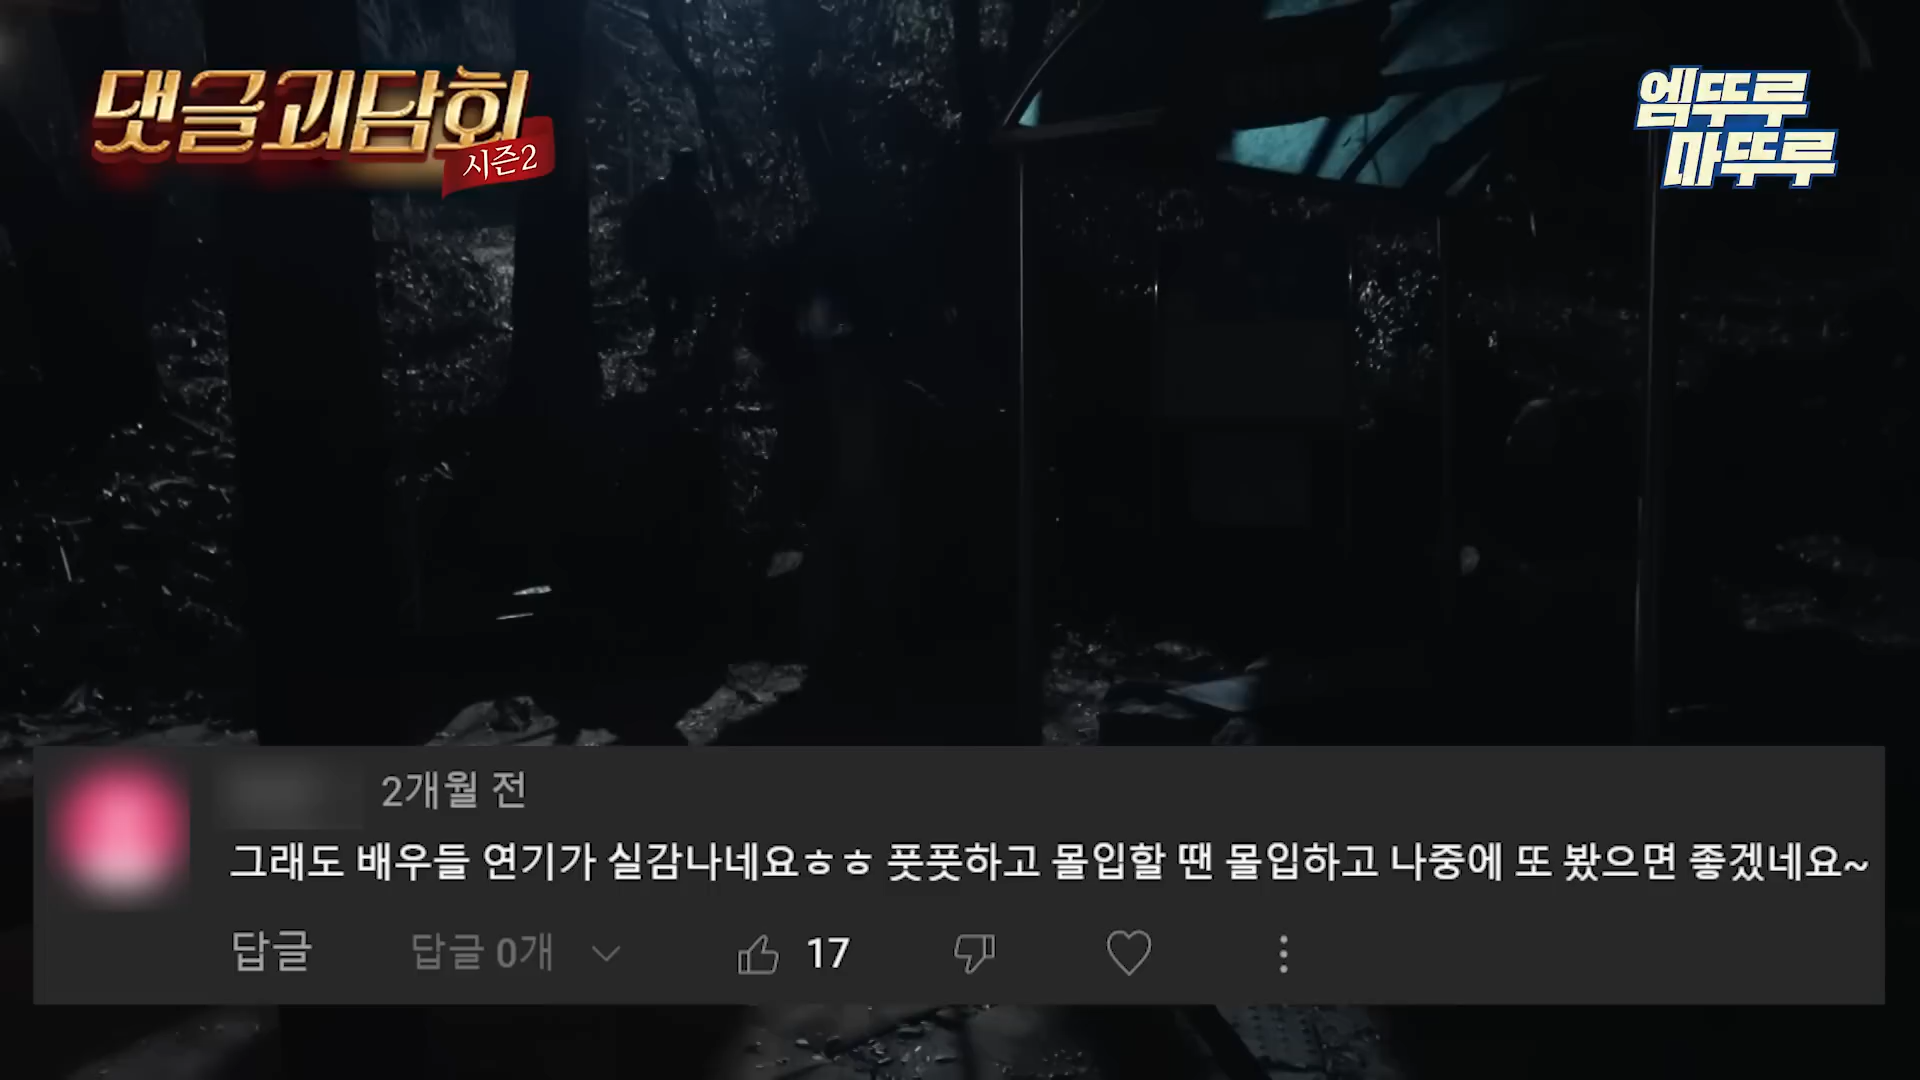 댓글괴담회
시즌2
엠뚜루
마뚜루
2개월 전
그래도 배우들 연기가 실감나네요ㅎㅎ 풋풋하고 몰입할 땐 몰입하고 나중에 또 봤으면 좋겠네요~
답글
답글 0개
17